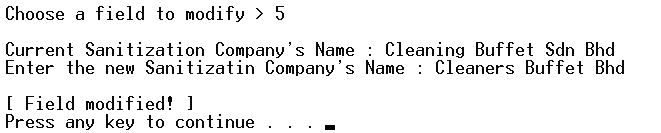 Choose a field to modify > 5
Current Sanitization Company's Name : Cleaning Buffet Sdn Bhd
Enter the new Sanitizatin Company's Name : Cleaners Buffet Bhd
[ Field modified! ]
Press any key to continue . . .